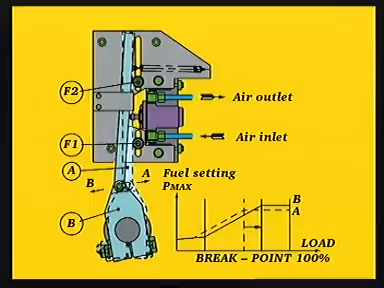 F2
Air outlet
Air inlet
F1
A
B
A
Fuel setting
PMAX
B
B
A
LOAD
BREAK – POINT 100%